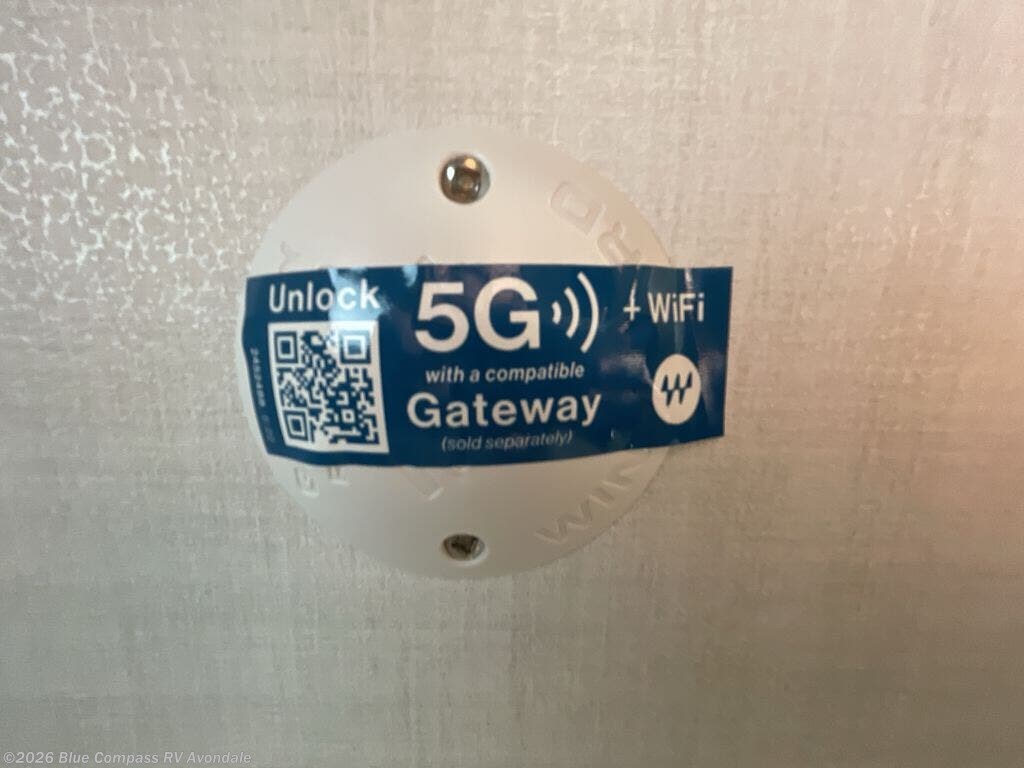 Unlock
5G + WiFi
with a compatible
Gateway
(sold separately)
W
©2026 Blue Compass RV Avondale